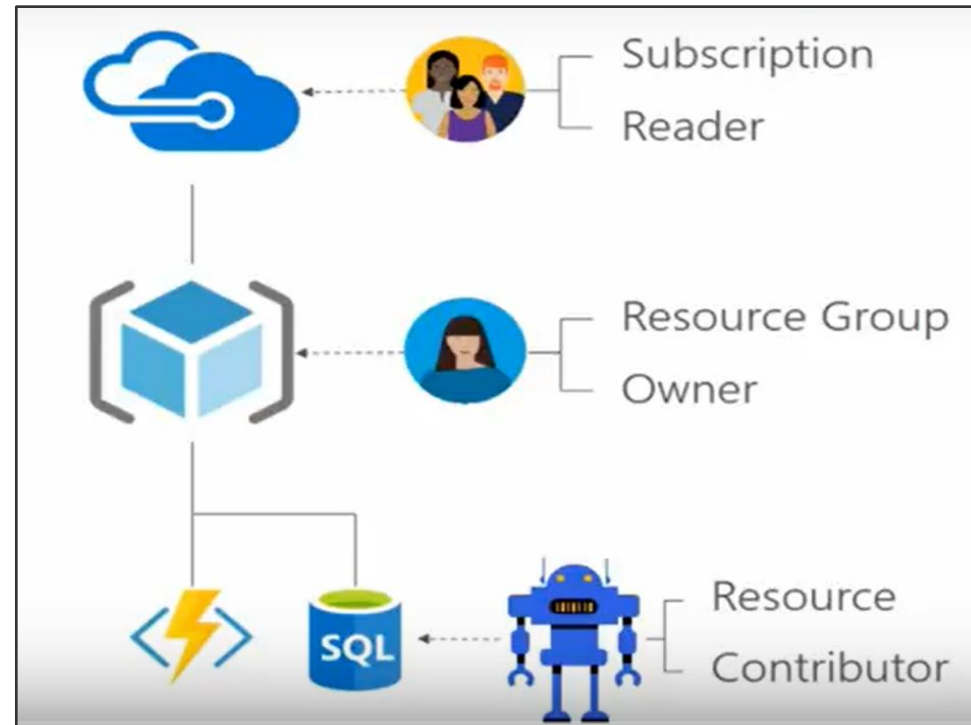 Subscription
Reader
Resource Group
Owner
Resource
SQL
Contributor